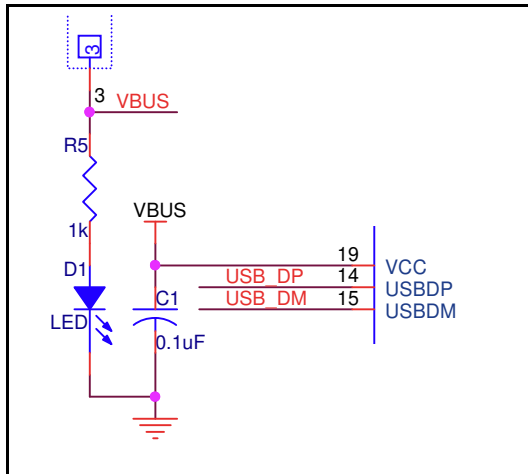 3
3
VBUS
R5
1k
VBUS
D1
19
VCC
USB_DP
14
USBDP
USB_DM
15
USBDM
C1
LED
0.1uF